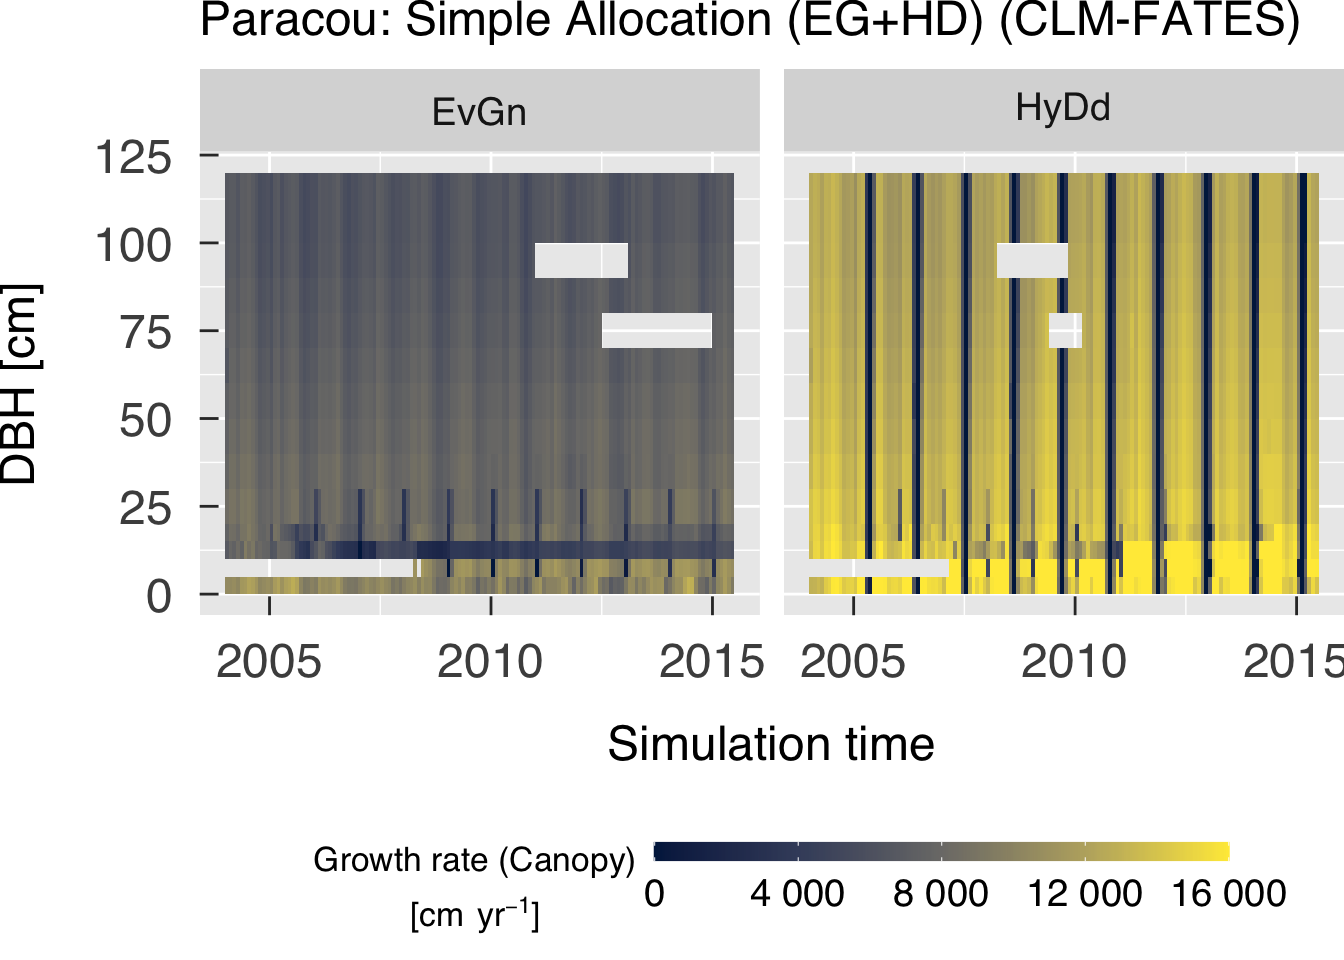 Paracou: Simple Allocation (EG+HD) (CLM-FATES)
EvGn
HyDd
125
100
75
50
25
0
DBH [cm]
2005 2010 2015 2005 2010 2015
Simulation time
Growth rate (Canopy)
[cm yr⁻¹]
0 4 000 8 000 12 000 16 000